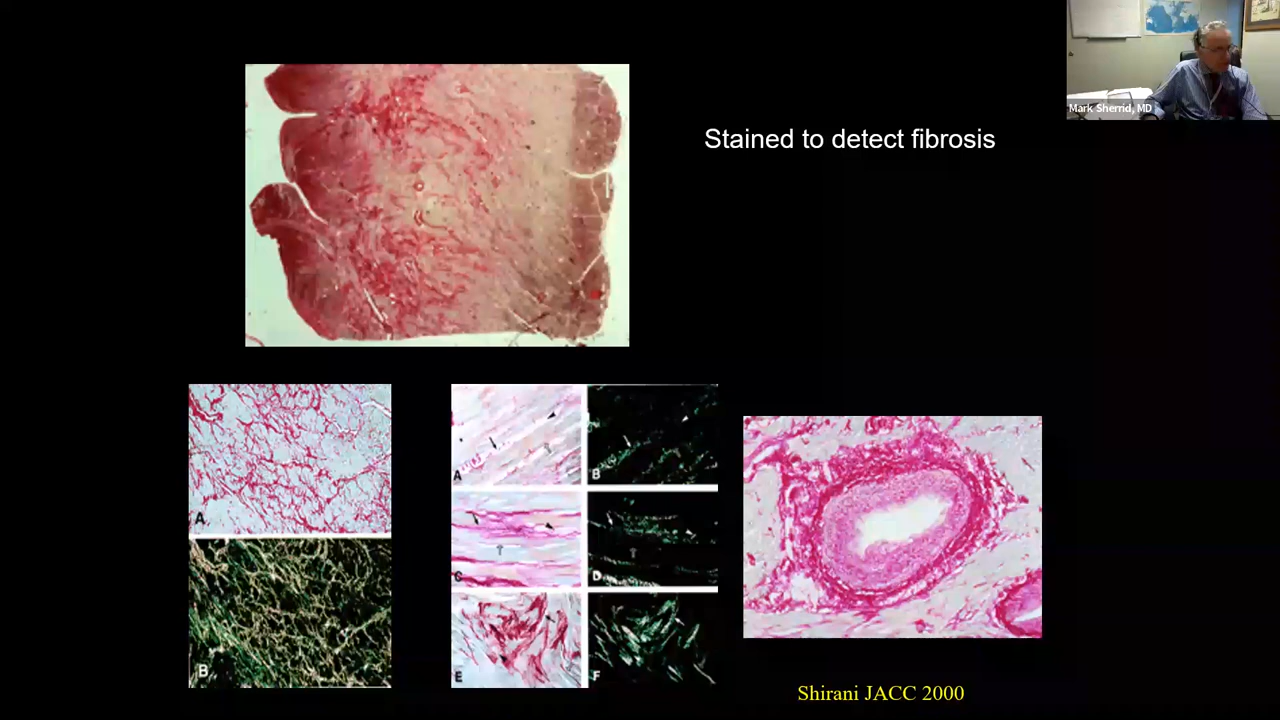 Mark Sherrid, MD
Stained to detect fibrosis
A
B
A
B
C
D
E
F
Shirani JACC 2000